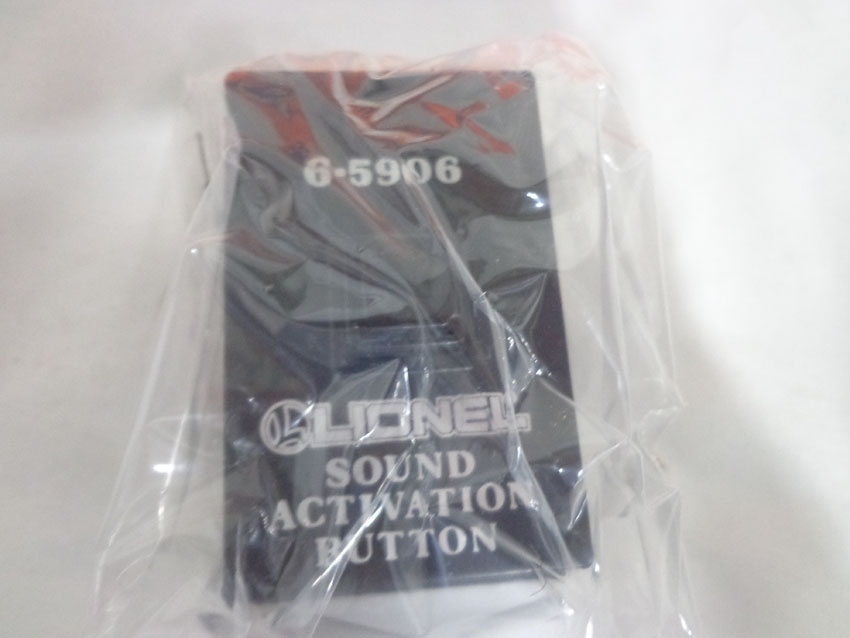 6-5906
LIONEL
SOUND
ACTIVATION
BUTTON